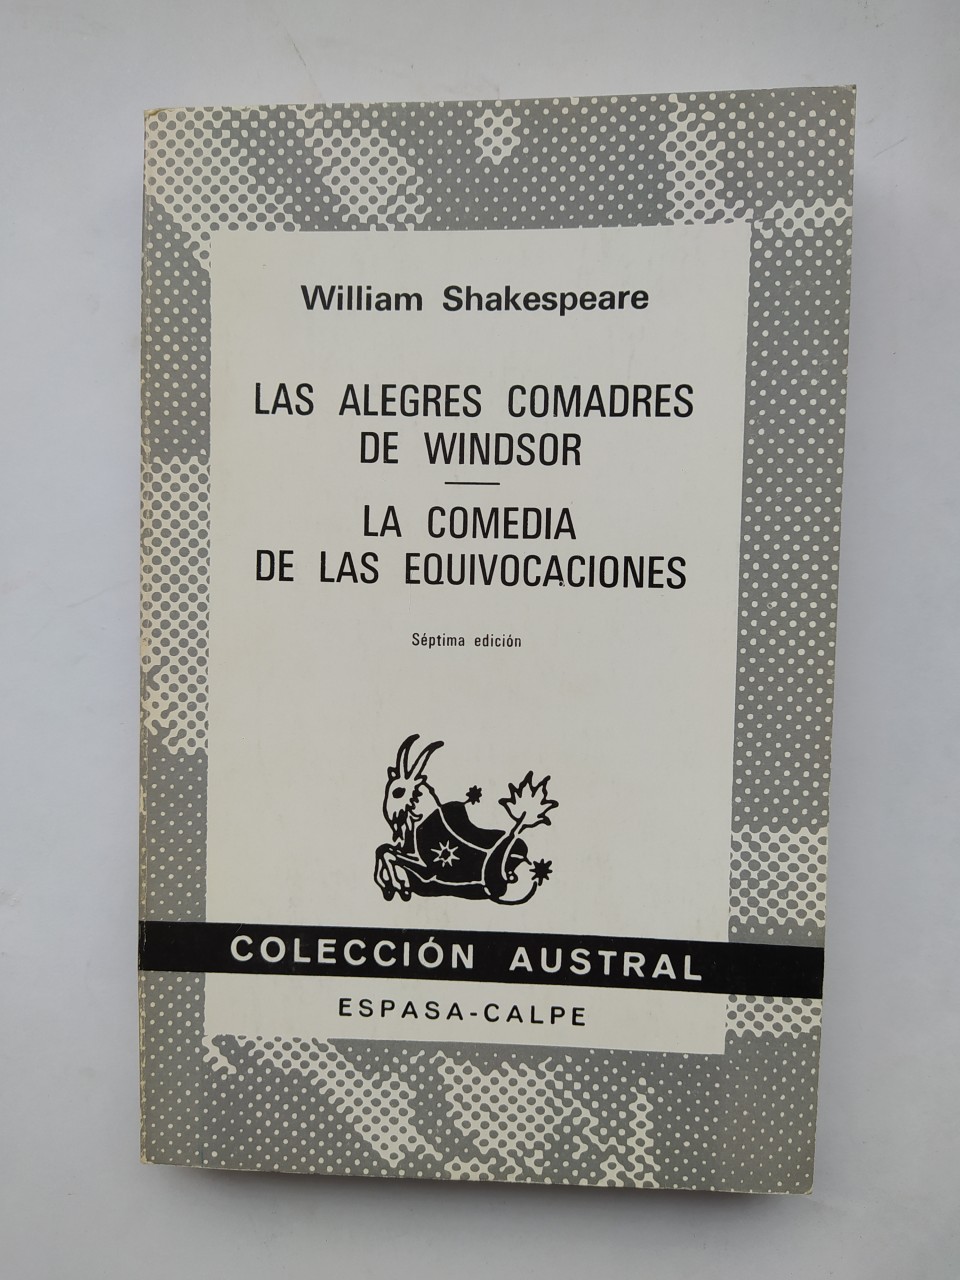 William Shakespeare
LAS ALEGRES COMADRES
DE WINDSOR
LA COMEDIA
DE LAS EQUIVOCACIONES
Séptima edición
COLECCIÓN AUSTRAL
ESPASA-CALPE